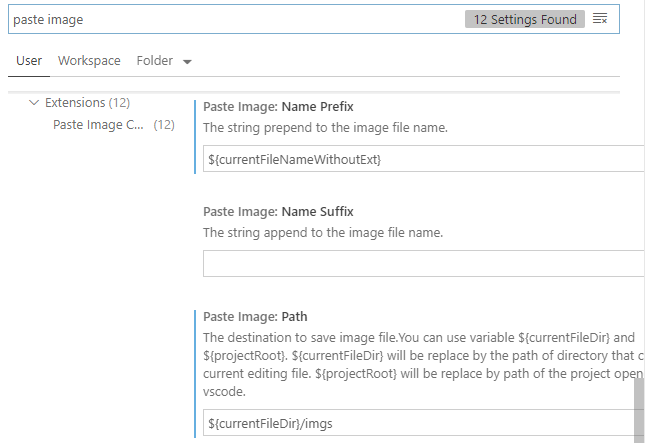 paste image
12 Settings Found
User Workspace Folder
Extensions (12)
Paste Image C... (12)
Paste Image: Name Prefix
The string prepend to the image file name.
${currentFileNameWithoutExt}
Paste Image: Name Suffix
The string append to the image file name.
Paste Image: Path
The destination to save image file.You can use variable ${currentFileDir} and
${projectRoot}. ${currentFileDir} will be replace by the path of directory that c
current editing file. ${projectRoot} will be replace by path of the project open
vscode.
${currentFileDir}/imgs